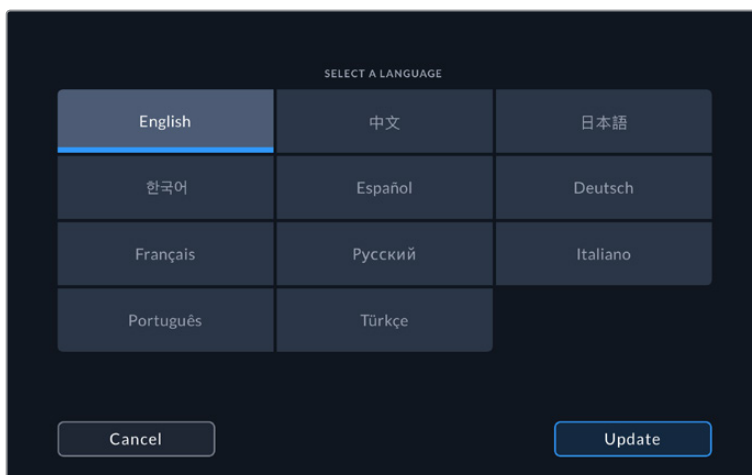 SELECT A LANGUAGE
English 中文 日本語
한국어 Español Deutsch
Français Русский Italiano
Português Türkçe
Cancel Update